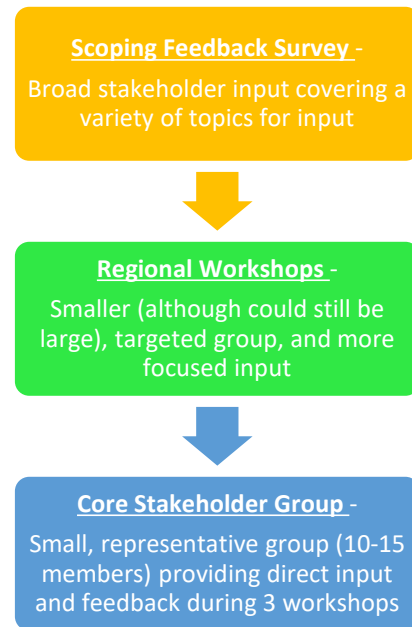 Scoping Feedback Survey -
Broad stakeholder input covering a
variety of topics for input
Regional Workshops -
Smaller (although could still be
large), targeted group, and more
focused input
Core Stakeholder Group -
Small, representative group (10-15
members) providing direct input
and feedback during 3 workshops